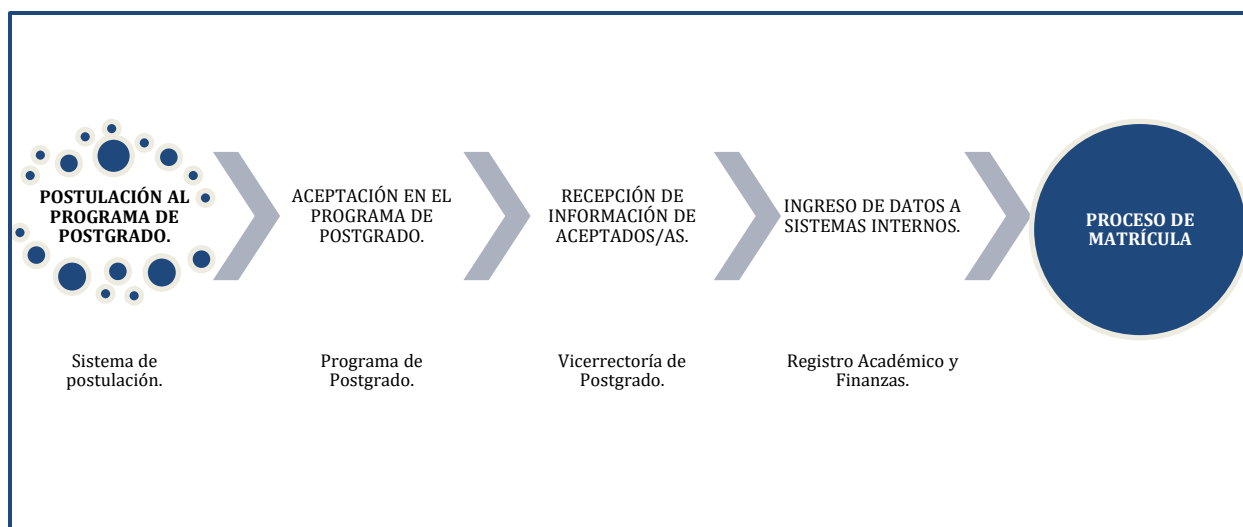 POSTULACIÓN AL
PROGRAMA DE
POSTGRADO.
ACEPTACIÓN EN EL
PROGRAMA DE
POSTGRADO.
RECEPCIÓN DE
INFORMACIÓN DE
ACEPTADOS/AS.
INGRESO DE DATOS A
SISTEMAS INTERNOS.
PROCESO DE
MATRÍCULA
Sistema de
postulación.
Programa de
Postgrado.
Vicerrectoría de
Postgrado.
Registro Académico y
Finanzas.